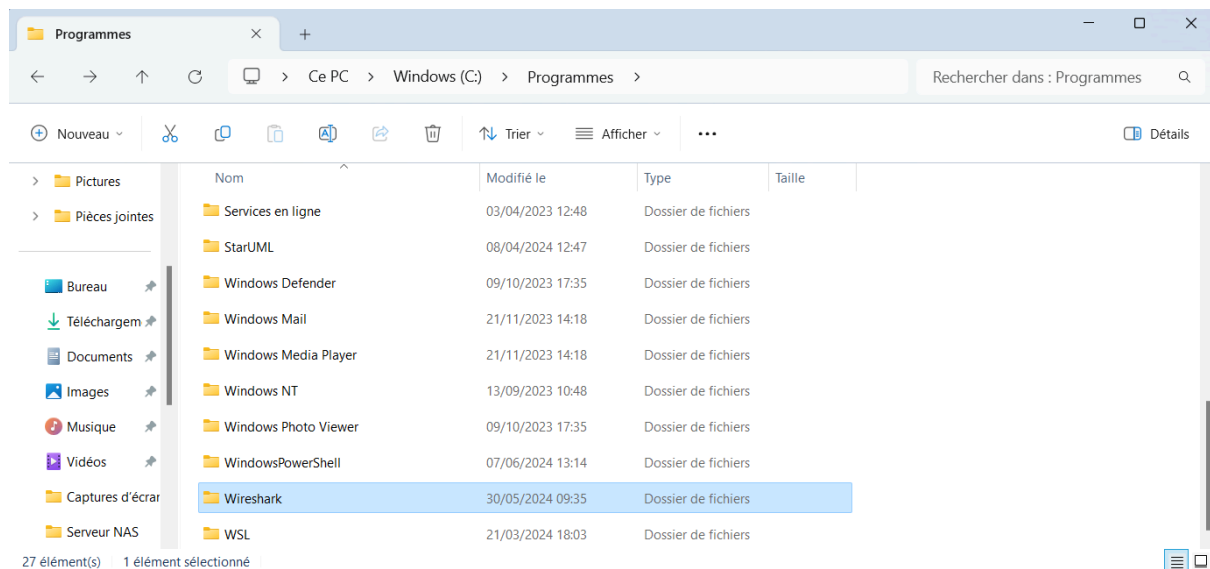 Programmes
Ce PC > Windows (C:) > Programmes >
Rechercher dans : Programmes
Nouveau
Trier
Afficher
Détails
Pictures
Pièces jointes
Bureau
Téléchargem
Documents
Images
Musique
Vidéos
Captures d'écrar
Serveur NAS
Nom Modifié le Type Taille
Services en ligne 03/04/2023 12:48 Dossier de fichiers
StarUML 08/04/2024 12:47 Dossier de fichiers
Windows Defender 09/10/2023 17:35 Dossier de fichiers
Windows Mail 21/11/2023 14:18 Dossier de fichiers
Windows Media Player 21/11/2023 14:18 Dossier de fichiers
Windows NT 13/09/2023 10:48 Dossier de fichiers
Windows Photo Viewer 09/10/2023 17:35 Dossier de fichiers
WindowsPowerShell 07/06/2024 13:14 Dossier de fichiers
Wireshark 30/05/2024 09:35 Dossier de fichiers
WSL 21/03/2024 18:03 Dossier de fichiers
27 élément(s) 1 élément sélectionné